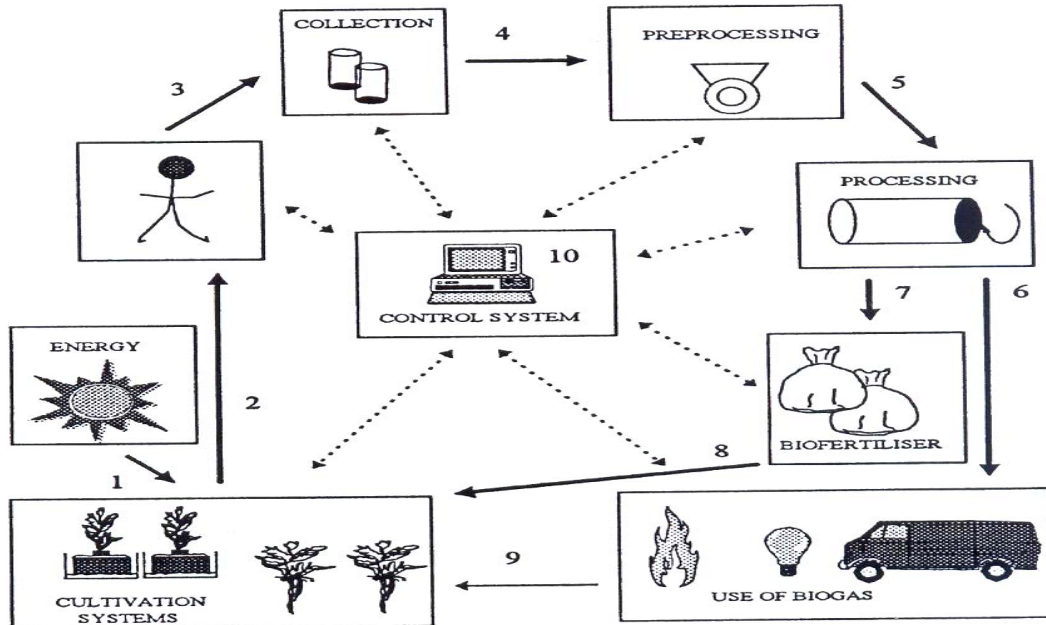 COLLECTION
4
PREPROCESSING
3
5
PROCESSING
10
CONTROL SYSTEM
7
6
ENERGY
2
BIOFERTILISER
8
1
9
CULTIVATION
SYSTEMS
USE OF BIOGAS